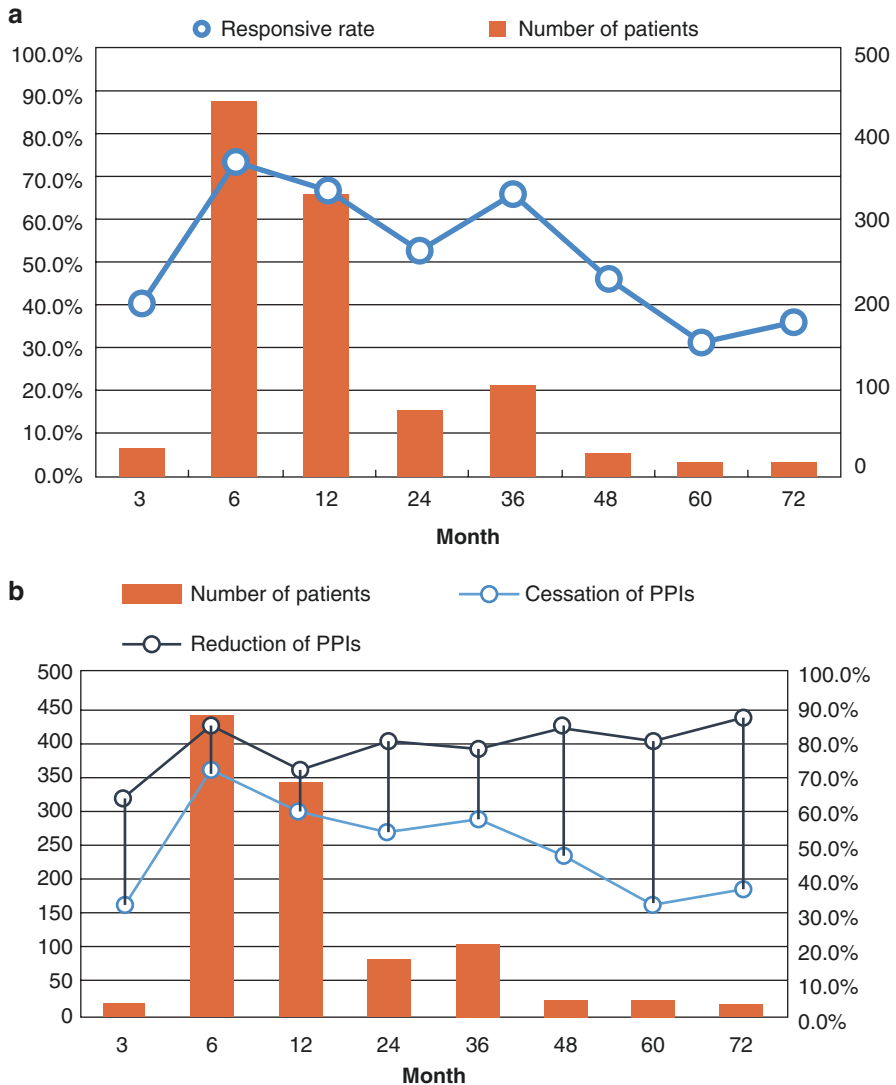 a
Responsive rate Number of patients
100.0% 500
90.0%
80.0% 400
70.0%
60.0% 300
50.0%
40.0% 200
30.0%
20.0% 100
10.0%
0.0% 0
3 6 12 24 36 48 60 72
Month
b
Number of patients Cessation of PPIs
Reduction of PPIs
500 100.0%
450 90.0%
400 80.0%
350 70.0%
300 60.0%
250 50.0%
200 40.0%
150 30.0%
100 20.0%
50 10.0%
0 0.0%
3 6 12 24 36 48 60 72
Month